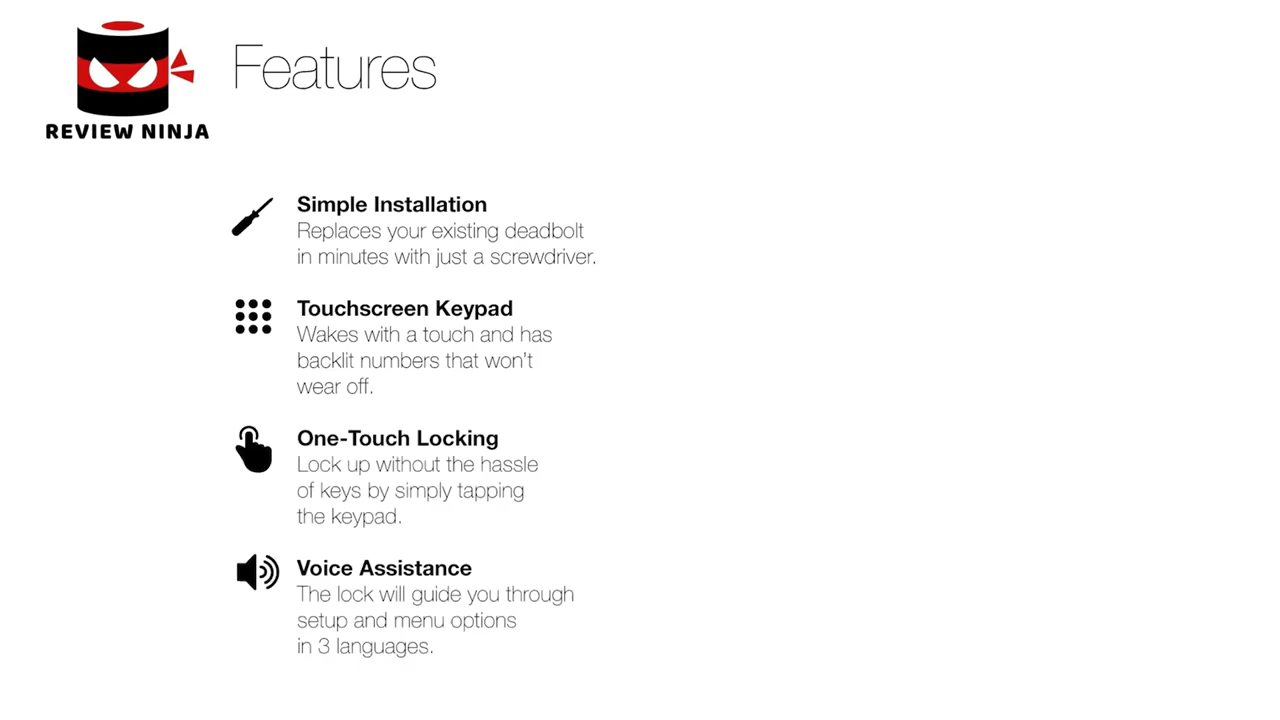 REVIEW NINJA
Features
Simple Installation
Replaces your existing deadbolt
in minutes with just a screwdriver.
Touchscreen Keypad
Wakes with a touch and has
backlit numbers that won't
wear off.
One-Touch Locking
Lock up without the hassle
of keys by simply tapping
the keypad.
Voice Assistance
The lock will guide you through
setup and menu options
in 3 languages.